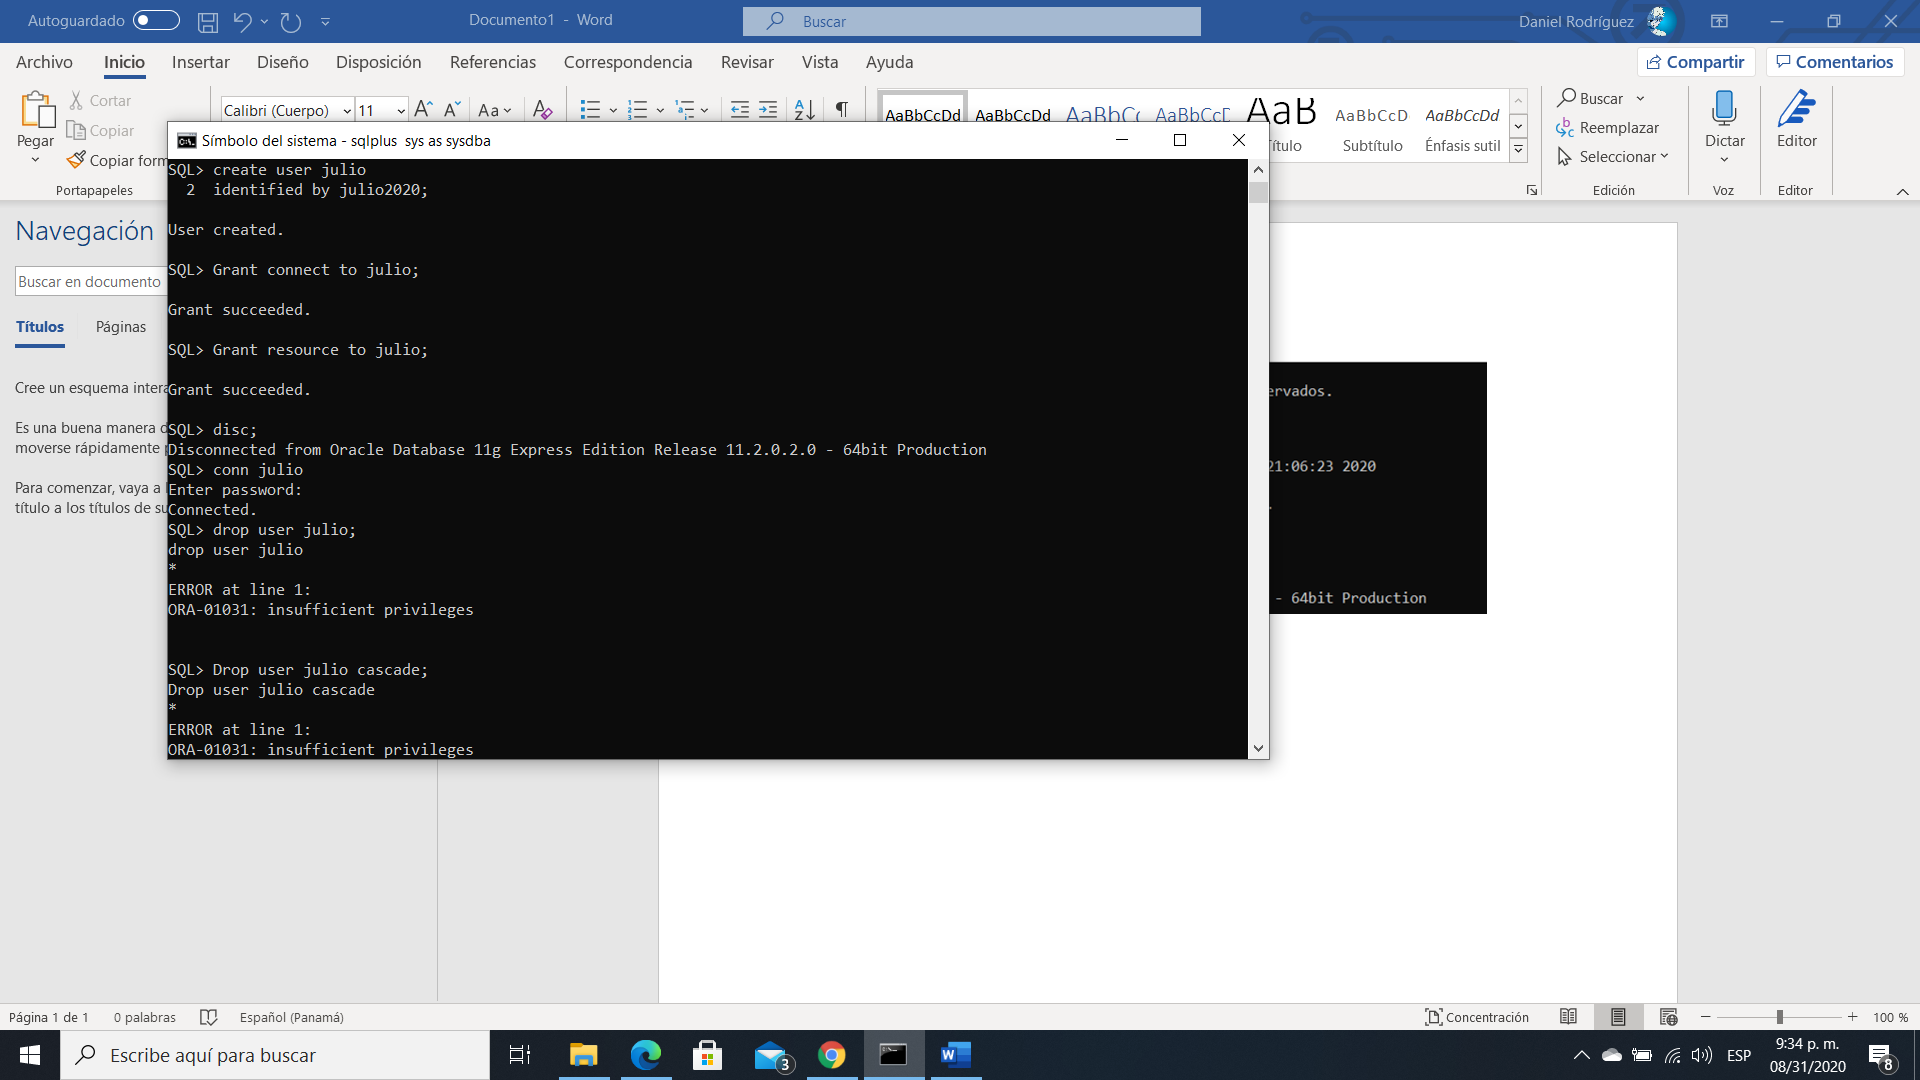 Autoguardado
Documento1 - Word
Buscar
Daniel Rodríguez
Archivo
Inicio
Insertar
Diseño
Disposición
Referencias
Correspondencia
Revisar
Vista
Ayuda
Compartir
Comentarios
Pegar
Cortar
Copiar
Copiar form
Portapapeles
Calibri (Cuerpo)
11
Aa
AaBbCcDd
AaBbCcDd
AaBbCc
AaBbCcD
AaB
AaBbCcD
AaBbCcDd
ítulo
Subtítulo
Énfasis sutil
Buscar
Reemplazar
Seleccionar
Edición
Dictar
Voz
Editor
Editor
Navegación
Buscar en documento
Títulos
Páginas
Cree un esquema intera
Es una buena manera d
moverse rápidamente
Para comenzar, vaya a
título a los títulos de su
Símbolo del sistema - sqlplus  sys as sysdba
SQL> create user julio
  2  identified by julio2020;
User created.
SQL> Grant connect to julio;
Grant succeeded.
SQL> Grant resource to julio;
Grant succeeded.
SQL> disc;
Disconnected from Oracle Database 11g Express Edition Release 11.2.0.2.0 - 64bit Production
SQL> conn julio
Enter password:
Connected.
SQL> drop user julio;
drop user julio
*
ERROR at line 1:
ORA-01031: insufficient privileges
SQL> Drop user julio cascade;
Drop user julio cascade
*
ERROR at line 1:
ORA-01031: insufficient privileges
ervados.
21:06:23 2020
- 64bit Production
Página 1 de 1
0 palabras
Español (Panamá)
Concentración
100 %
Escribe aquí para buscar
3
ESP
9:34 p. m.
08/31/2020
8